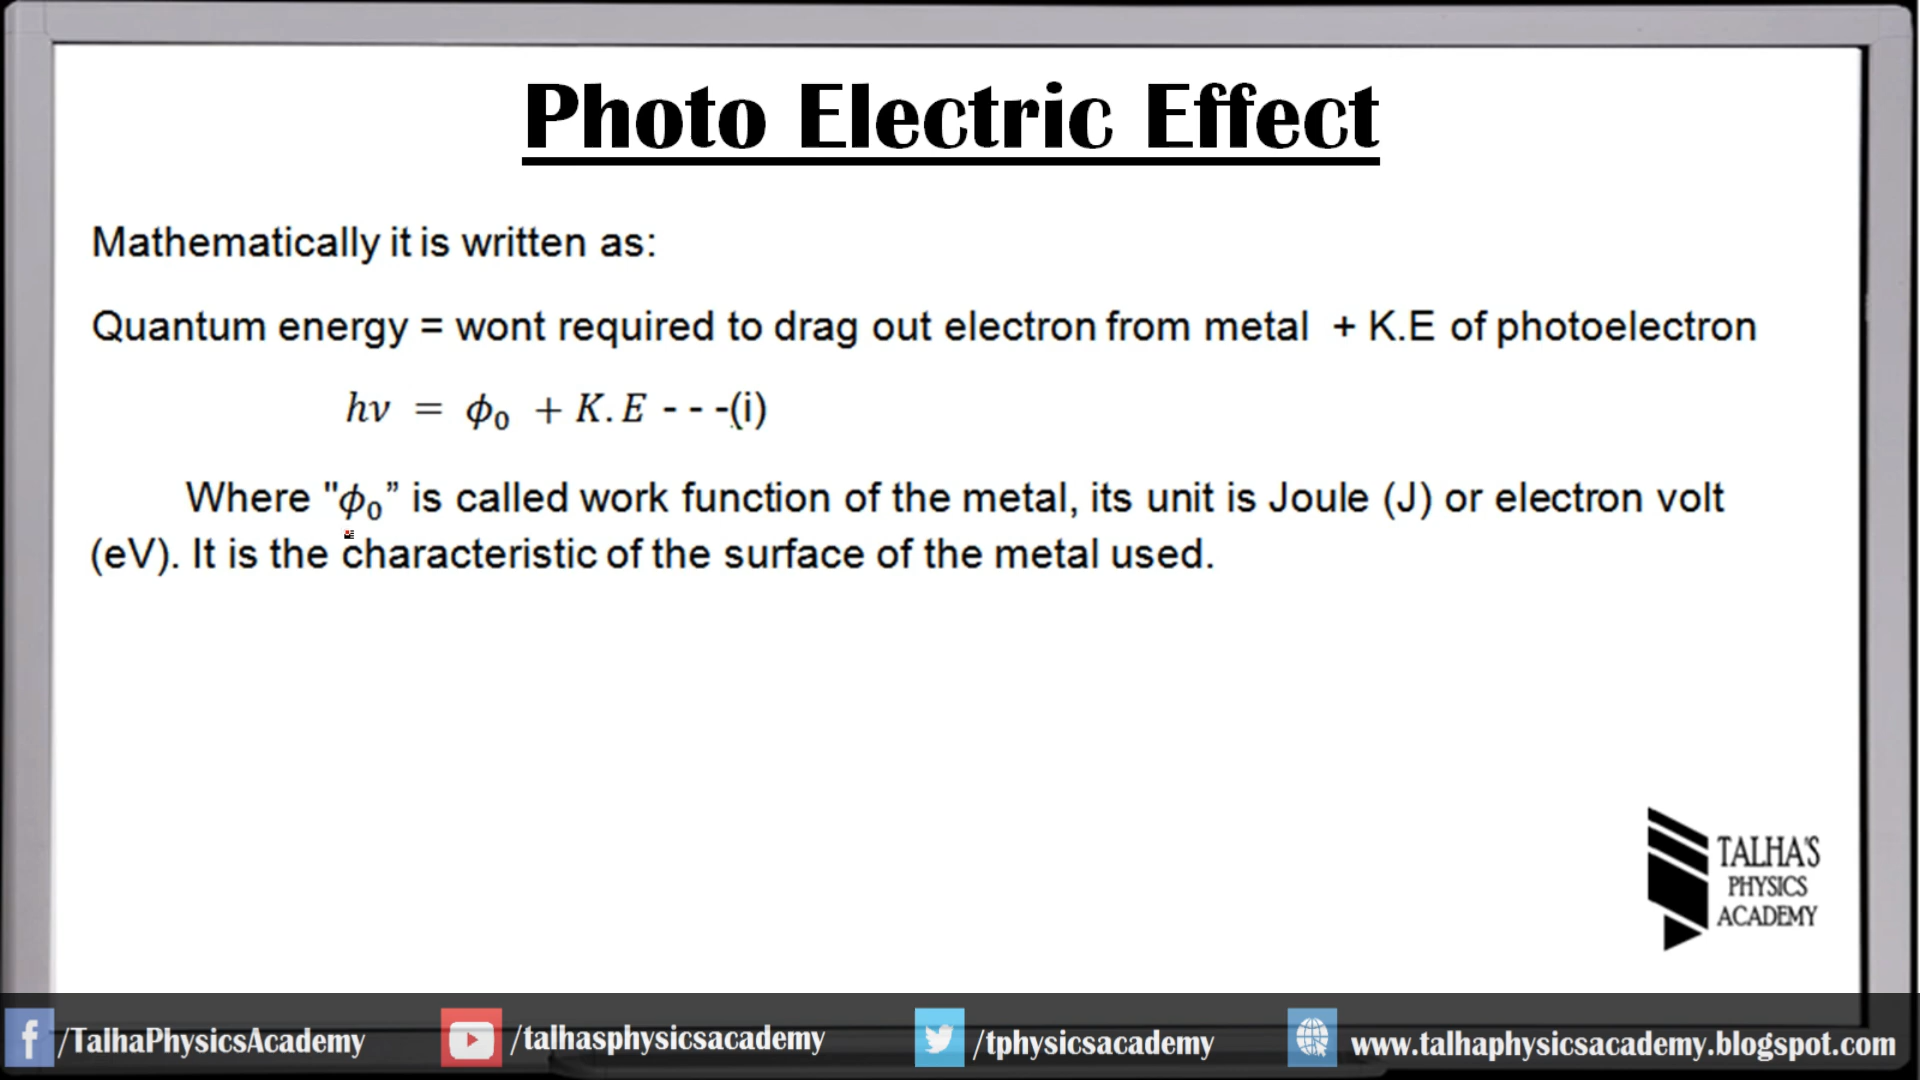 Photo Electric Effect
Mathematically it is written as:
Quantum energy = wont required to drag out electron from metal + K.E of photoelectron
hν = ϕ₀ + K.E - - -(i)
Where "ϕ₀” is called work function of the metal, its unit is Joule (J) or electron volt
(eV). It is the characteristic of the surface of the metal used.
TALHA'S
PHYSICS
ACADEMY
/TalhaPhysicsAcademy
/talhasphysicsacademy
/tphysicsacademy
www.talhaphysicsacademy.blogspot.com